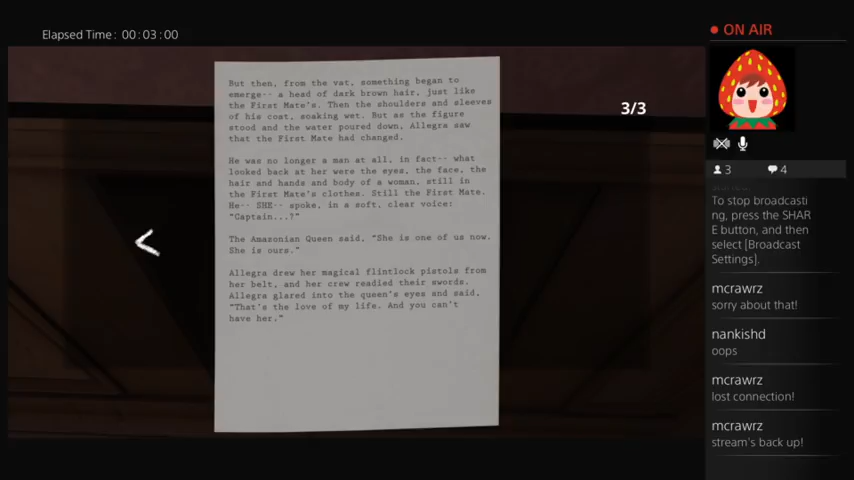 Elapsed Time: 00:03:00
ON AIR
3/3
But then, from the vat, something began to
emerge-- a head of dark brown hair, just like
the First Mate's. Then the shoulders and sleeves
of his coat, soaking wet. But as the figure
stood and the water poured down, Allegra saw
that the First Mate had changed.
He was no longer a man at all, in fact-- what
looked back at her were the eyes, the face, the
hair and hands and body of a woman, still in
the First Mate's clothes. Still the First Mate.
He-- SHE-- spoke, in a soft, clear voice:
"Captain...?"
The Amazonian Queen said, "She is one of us now.
She is ours."
Allegra drew her magical flintlock pistols from
her belt, and her crew readied their swords.
Allegra glared into the queen's eyes and said,
"That's the love of my life. And you can't
have her."
3
4
To stop broadcasti
ng, press the SHAR
E button, and then
select [Broadcast
Settings].
mcrawrz
sorry about that!
nankishd
oops
mcrawrz
lost connection!
mcrawrz
stream's back up!